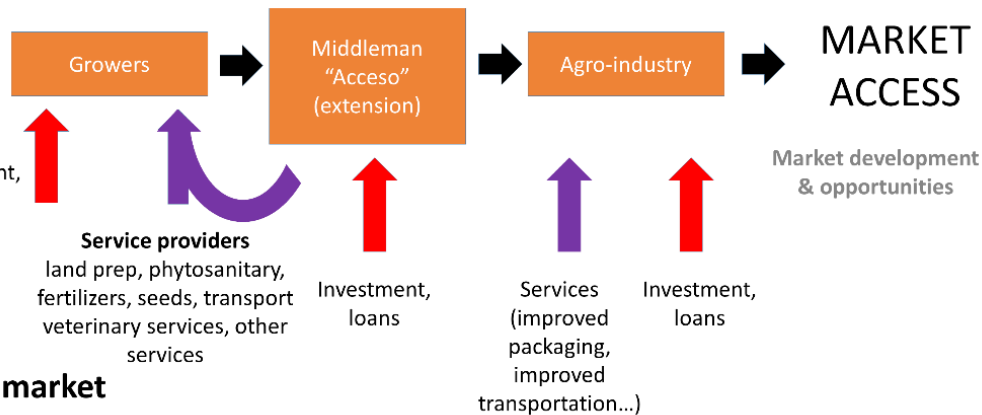 Growers
Middleman
“Acceso”
(extension)
Agro-industry
MARKET
ACCESS
Market development
& opportunities
nt,
Service providers
land prep, phytosanitary,
fertilizers, seeds, transport
veterinary services, other
services
Investment,
loans
Services
(improved
packaging,
improved
transportation…)
Investment,
loans
market